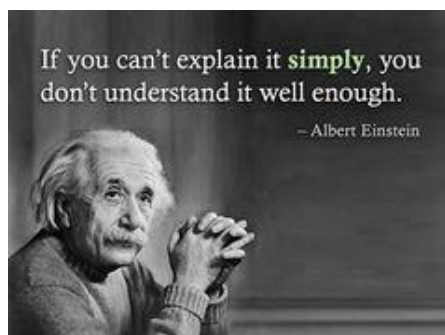 If you can't explain it simply, you
don't understand it well enough.
– Albert Einstein